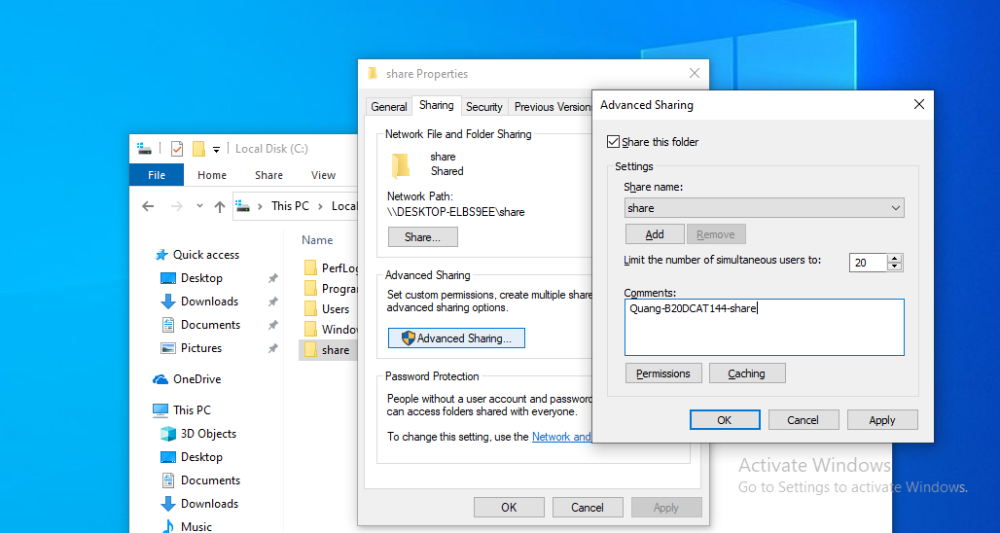 share Properties
General
Sharing
Security
Previous Version
Network File and Folder Sharing
share
Shared
Network Path:
\\DESKTOP-ELBS9EE\share
Share...
Advanced Sharing
Set custom permissions, create multiple share
advanced sharing options.
Advanced Sharing...
Password Protection
People without a user account and password
can access folders shared with everyone.
To change this setting, use the Network and
OK
Cancel
Apply
Advanced Sharing
Share this folder
Settings
Share name:
share
Add
Remove
Limit the number of simultaneous users to:
20
Comments:
Quang-B20DCAT144-share
Permissions
Caching
OK
Cancel
Apply
Local Disk (C:)
File
Home
Share
View
This PC
Loca
Name
Quick access
Desktop
Downloads
Documents
Pictures
OneDrive
This PC
3D Objects
Desktop
Documents
Downloads
Music
PerfLog
Program
Users
Window
share
Activate Windows
Go to Settings to activate Windows.